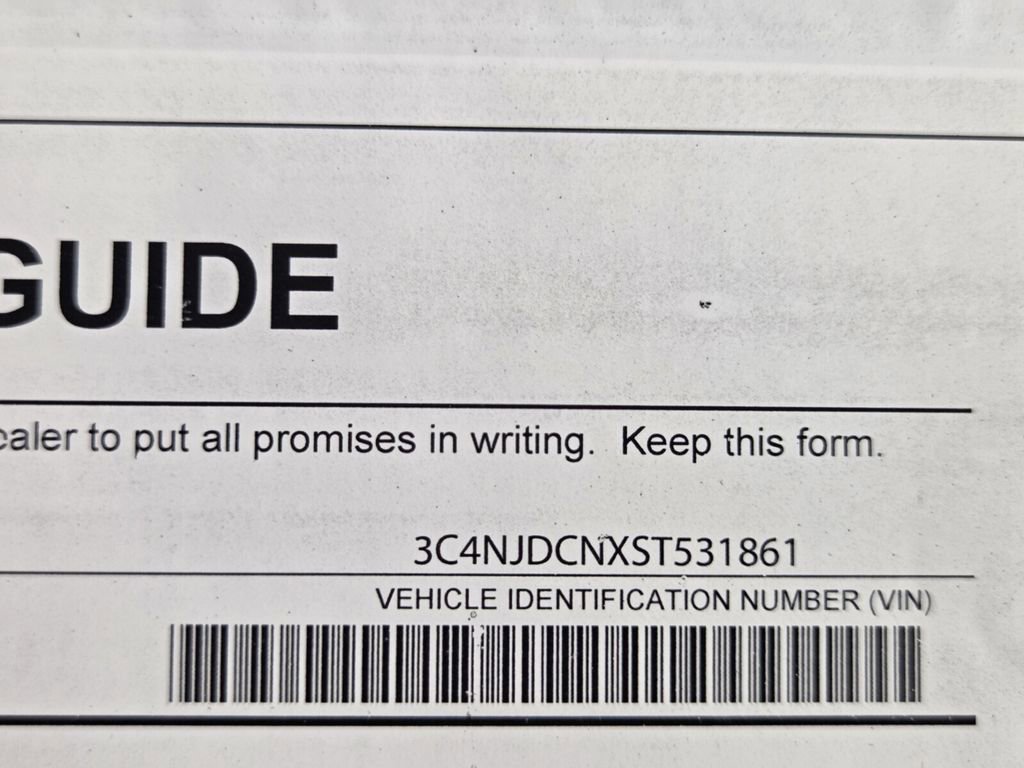 GUIDE
ealer to put all promises in writing. Keep this form.
3C4NJDCNXST531861
VEHICLE IDENTIFICATION NUMBER (VIN)